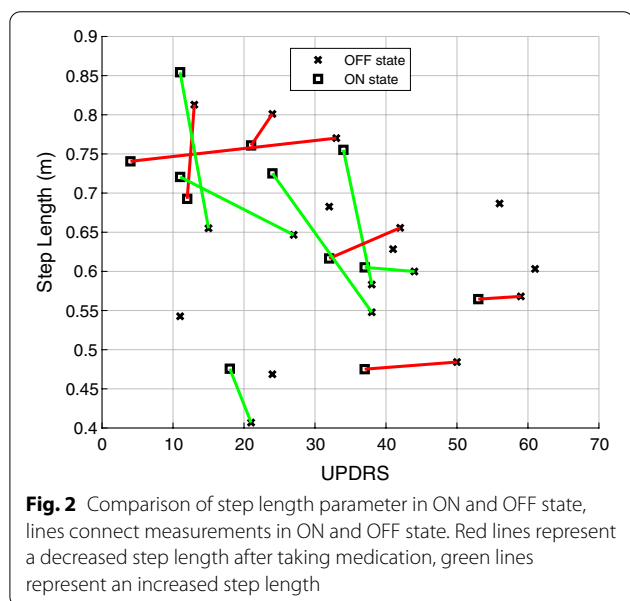 0.9
0.85
0.8
0.75
0.7
0.65
0.6
0.55
0.5
0.45
0.4
Step Length (m)
OFF state
ON state
0 10 20 30 40 50 60 70
UPDRS
Fig. 2 Comparison of step length parameter in ON and OFF state,
lines connect measurements in ON and OFF state. Red lines represent
a decreased step length after taking medication, green lines
represent an increased step length